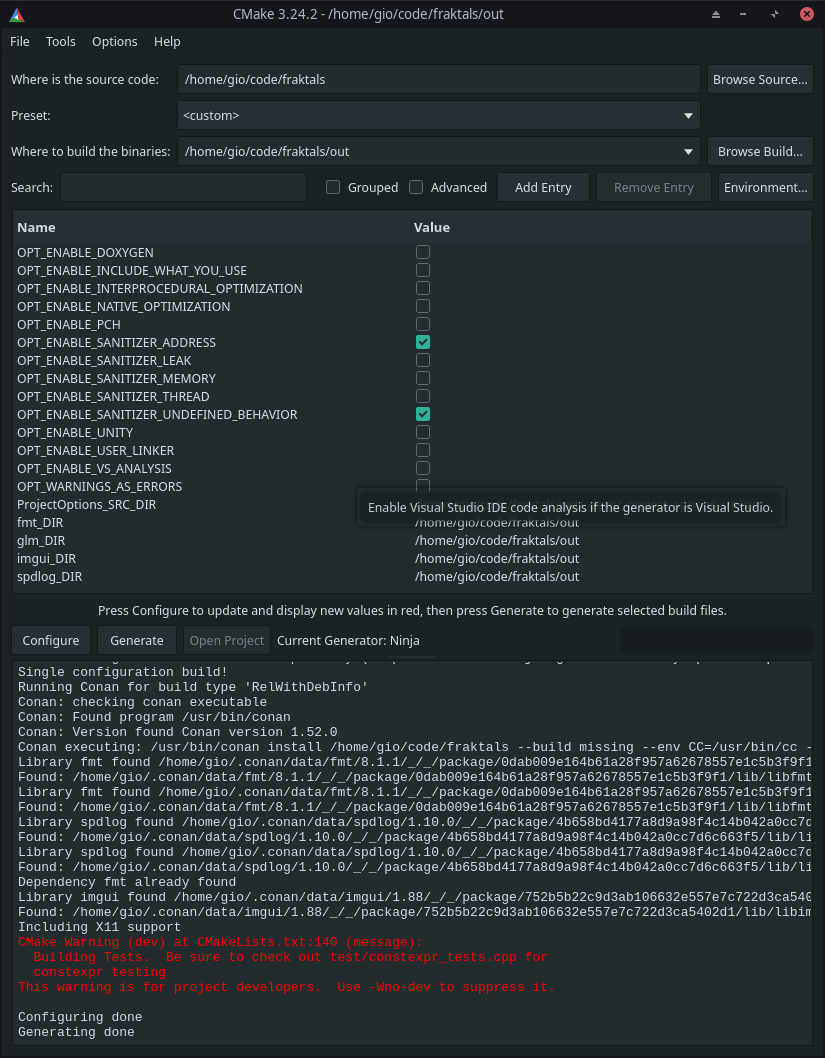 CMake 3.24.2 - /home/gio/code/fraktals/out
File Tools Options Help
Where is the source code: /home/gio/code/fraktals Browse Source...
Preset: <custom>
Where to build the binaries: /home/gio/code/fraktals/out Browse Build...
Search: Grouped Advanced Add Entry Remove Entry Environment...
Name Value
OPT_ENABLE_DOXYGEN
OPT_ENABLE_INCLUDE_WHAT_YOU_USE
OPT_ENABLE_INTERPROCEDURAL_OPTIMIZATION
OPT_ENABLE_NATIVE_OPTIMIZATION
OPT_ENABLE_PCH
OPT_ENABLE_SANITIZER_ADDRESS
OPT_ENABLE_SANITIZER_LEAK
OPT_ENABLE_SANITIZER_MEMORY
OPT_ENABLE_SANITIZER_THREAD
OPT_ENABLE_SANITIZER_UNDEFINED_BEHAVIOR
OPT_ENABLE_UNITY
OPT_ENABLE_USER_LINKER
OPT_ENABLE_VS_ANALYSIS
OPT_WARNINGS_AS_ERRORS
ProjectOptions_SRC_DIR
Enable Visual Studio IDE code analysis if the generator is Visual Studio.
fmt_DIR /home/gio/code/fraktals/out
glm_DIR /home/gio/code/fraktals/out
imgui_DIR /home/gio/code/fraktals/out
spdlog_DIR /home/gio/code/fraktals/out
Press Configure to update and display new values in red, then press Generate to generate selected build files.
Configure Generate Open Project Current Generator: Ninja
Single configuration build!
Running Conan for build type 'RelWithDebInfo'
Conan: checking conan executable
Conan: Found program /usr/bin/conan
Conan: Version found Conan version 1.52.0
Conan executing: /usr/bin/conan install /home/gio/code/fraktals --build missing --env CC=/usr/bin/cc -
Library fmt found /home/gio/.conan/data/fmt/8.1.1/_/_/package/0dab009e164b61a28f957a62678557e1c5b3f9f1
Found: /home/gio/.conan/data/fmt/8.1.1/_/_/package/0dab009e164b61a28f957a62678557e1c5b3f9f1/lib/libfmt
Library fmt found /home/gio/.conan/data/fmt/8.1.1/_/_/package/0dab009e164b61a28f957a62678557e1c5b3f9f1
Found: /home/gio/.conan/data/fmt/8.1.1/_/_/package/0dab009e164b61a28f957a62678557e1c5b3f9f1/lib/libfmt
Library spdlog found /home/gio/.conan/data/spdlog/1.10.0/_/_/package/4b658bd4177a8d9a98f4c14b042a0cc7d
Found: /home/gio/.conan/data/spdlog/1.10.0/_/_/package/4b658bd4177a8d9a98f4c14b042a0cc7d6c663f5/lib/li
Library spdlog found /home/gio/.conan/data/spdlog/1.10.0/_/_/package/4b658bd4177a8d9a98f4c14b042a0cc7d
Found: /home/gio/.conan/data/spdlog/1.10.0/_/_/package/4b658bd4177a8d9a98f4c14b042a0cc7d6c663f5/lib/li
Dependency fmt already found
Library imgui found /home/gio/.conan/data/imgui/1.88/_/_/package/752b5b22c9d3ab106632e557e7c722d3ca540
Found: /home/gio/.conan/data/imgui/1.88/_/_/package/752b5b22c9d3ab106632e557e7c722d3ca5402d1/lib/libim
Including X11 support
CMake Warning (dev) at CMakeLists.txt:140 (message):
Building Tests.  Be sure to check out test/constexpr_tests.cpp for
constexpr testing
This warning is for project developers.  Use -Wno-dev to suppress it.
Configuring done
Generating done